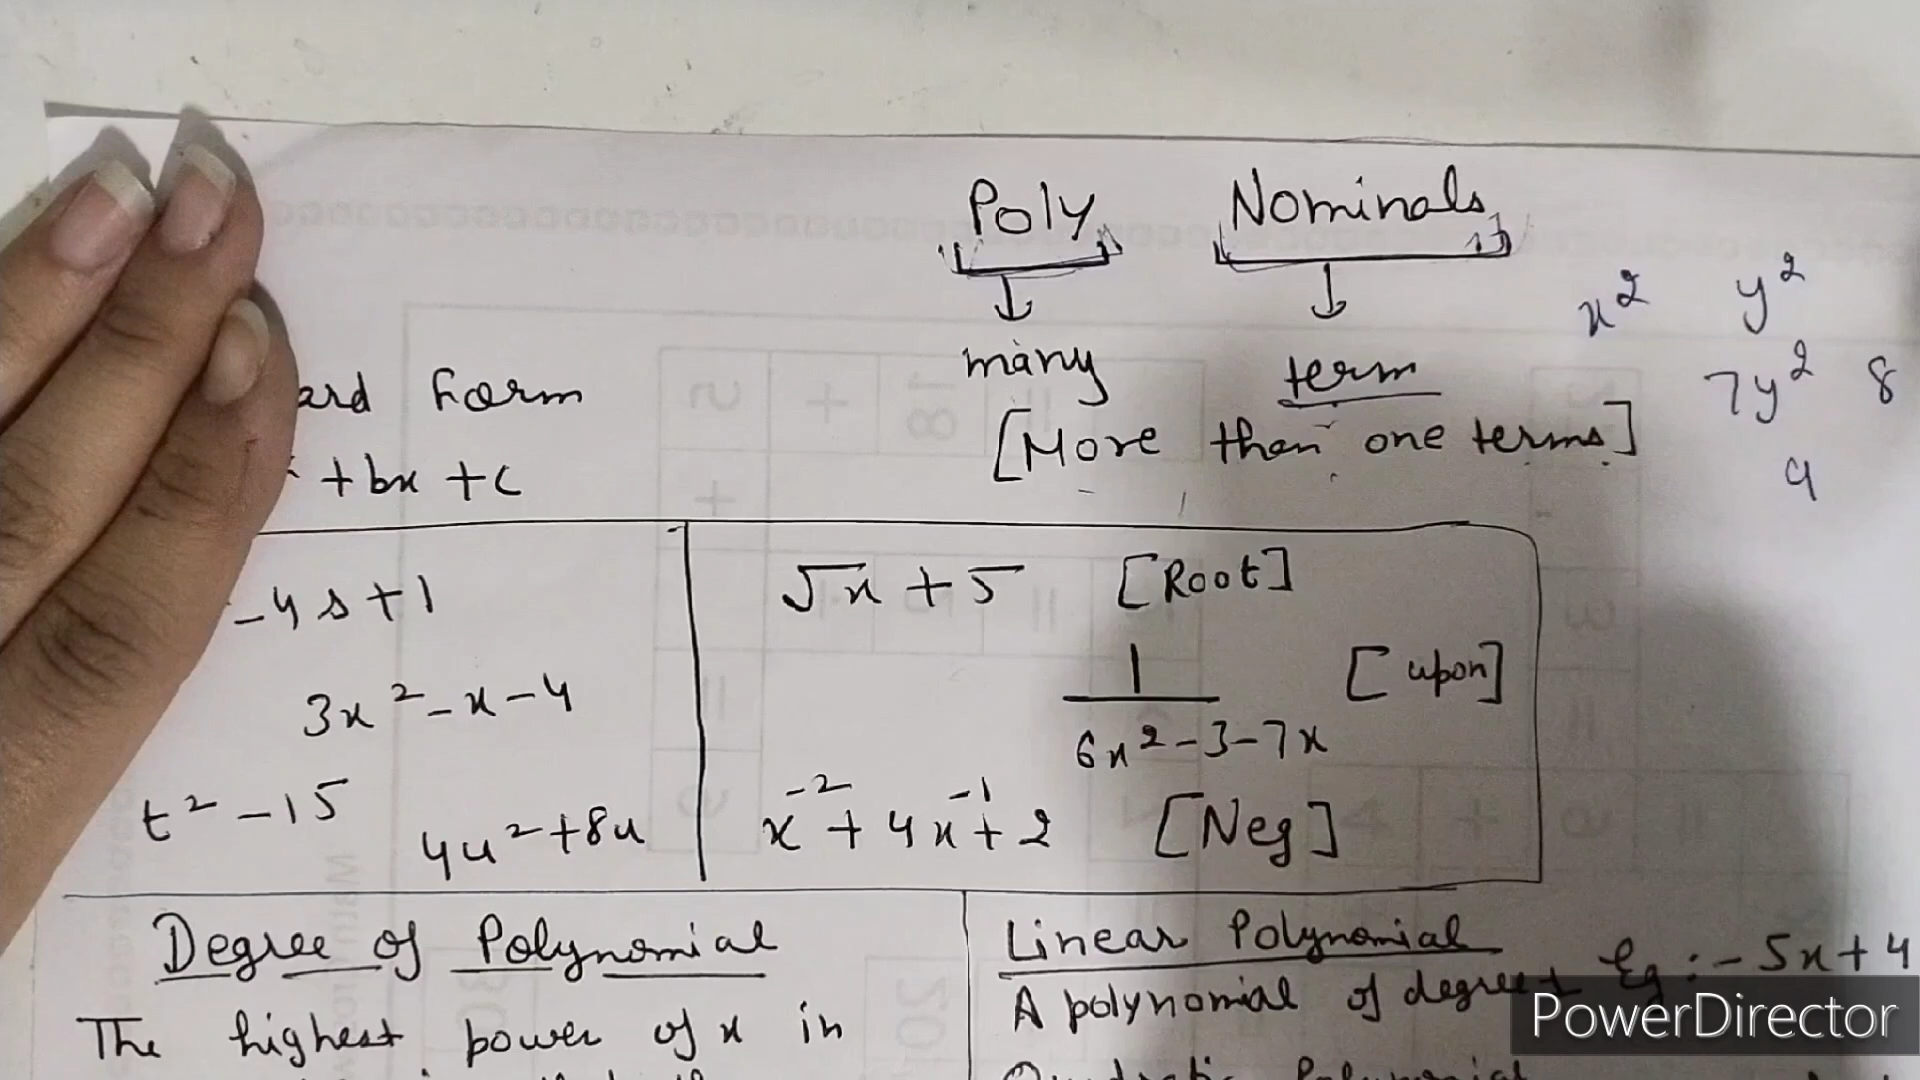 Poly Nominals
x² y²
many term
7y² 8
ard Form
[More than one terms]
+bx+c
9
-4s+1
√x+5 [Root]
3x²-x-4
1/(6x²-3-7x) [upon]
t²-15
4u²+8u
x⁻²+4x⁻¹+2 [Neg]
Degree of Polynomial
The highest power of x in
Linear Polynomial
A polynomial of degree Eg:- 5x+4
PowerDirector